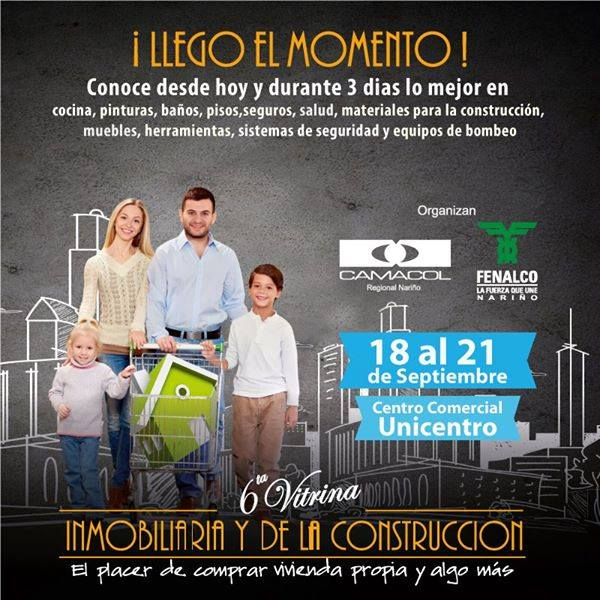 ¡ LLEGO EL MOMENTO !
Conoce desde hoy y durante 3 dias lo mejor en
cocina, pinturas, baños, pisos,seguros, salud, materiales para la construcción,
muebles, herramientas, sistemas de seguridad y equipos de bombeo
Organizan
CAMACOL
Regional Nariño
FENALCO
LA FUERZA QUE UNE
NARIÑO
18 al 21
de Septiembre
Centro Comercial
Unicentro
6ta Vitrina
INMOBILIARIA Y DE LA CONSTRUCCION
El placer de comprar vivienda propia y algo más